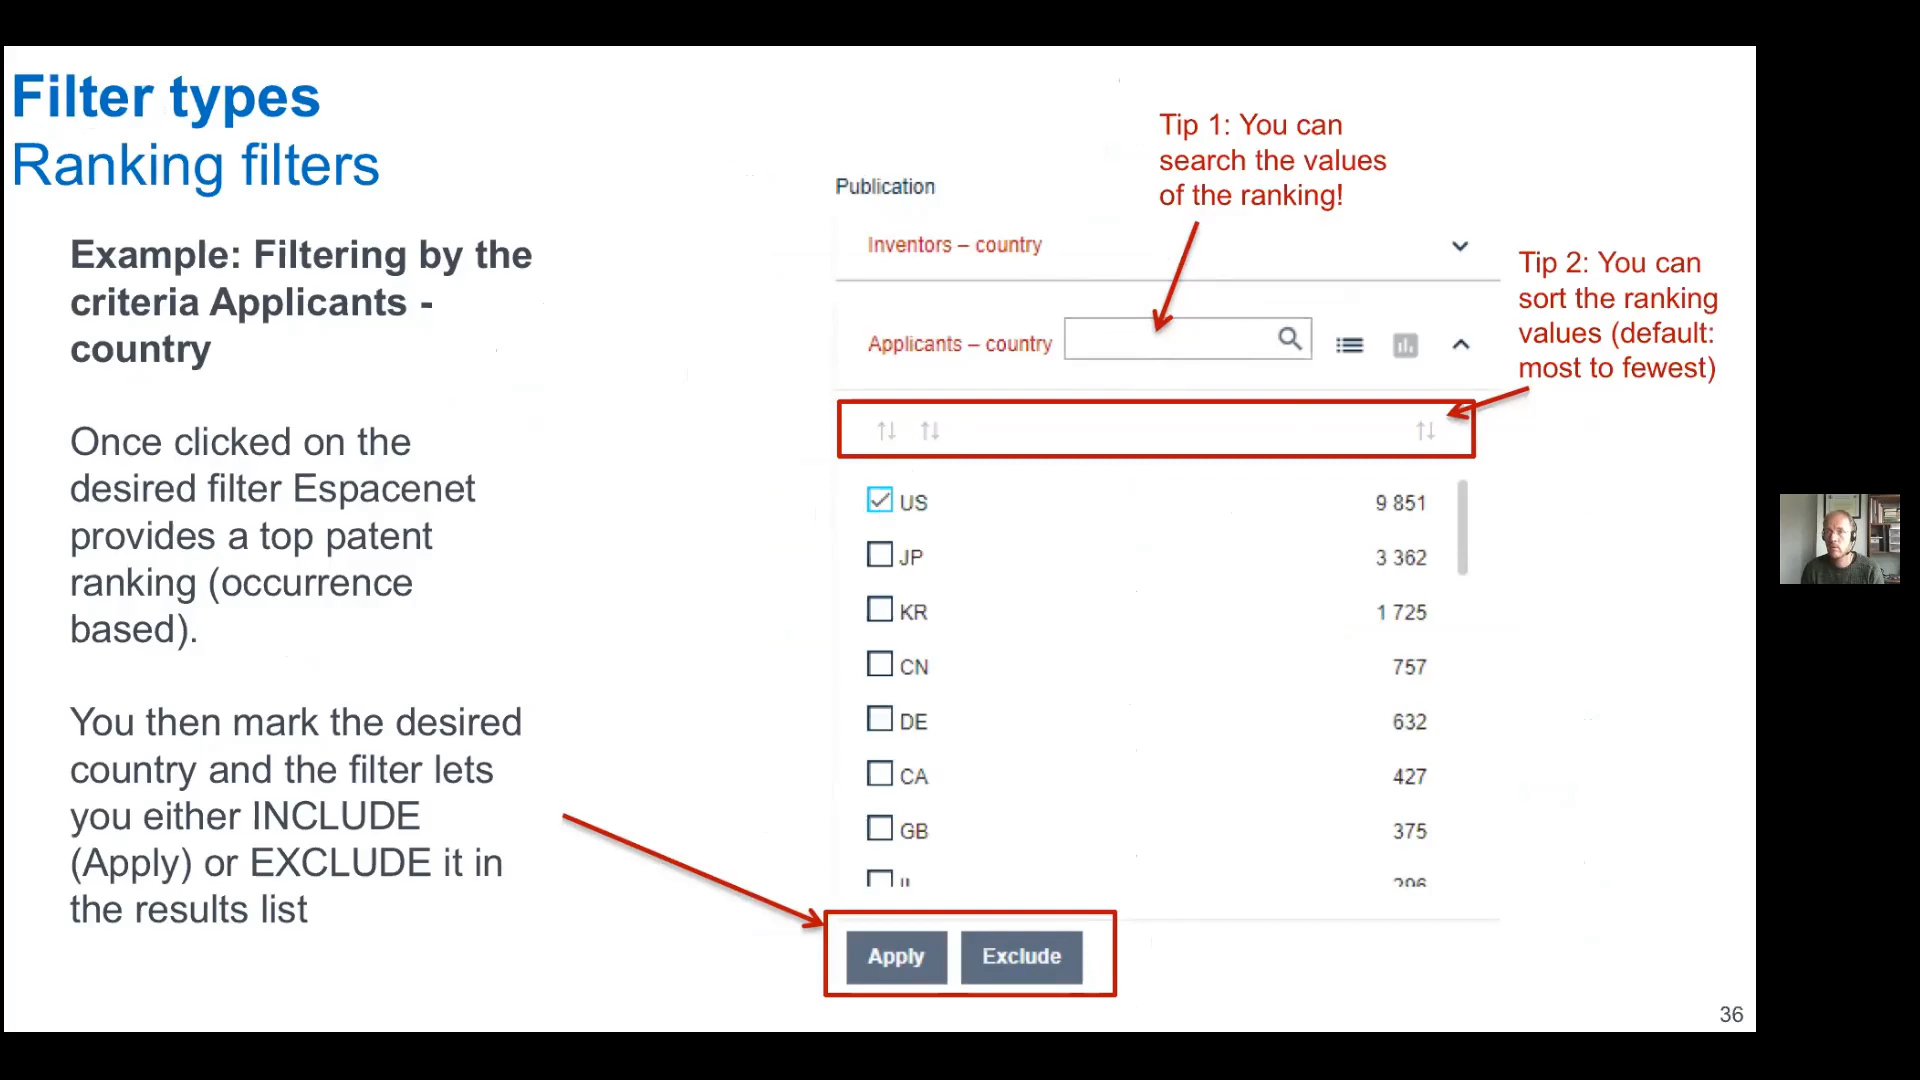 Filter types
Ranking filters
Example: Filtering by the
criteria Applicants -
country
Once clicked on the
desired filter Espacenet
provides a top patent
ranking (occurrence
based).
You then mark the desired
country and the filter lets
you either INCLUDE
(Apply) or EXCLUDE it in
the results list
Tip 1: You can
search the values
of the ranking!
Publication
Inventors – country
Tip 2: You can
sort the ranking
values (default:
most to fewest)
Applicants – country
US 9 851
JP 3 362
KR 1 725
CN 757
DE 632
CA 427
GB 375
Apply Exclude
36